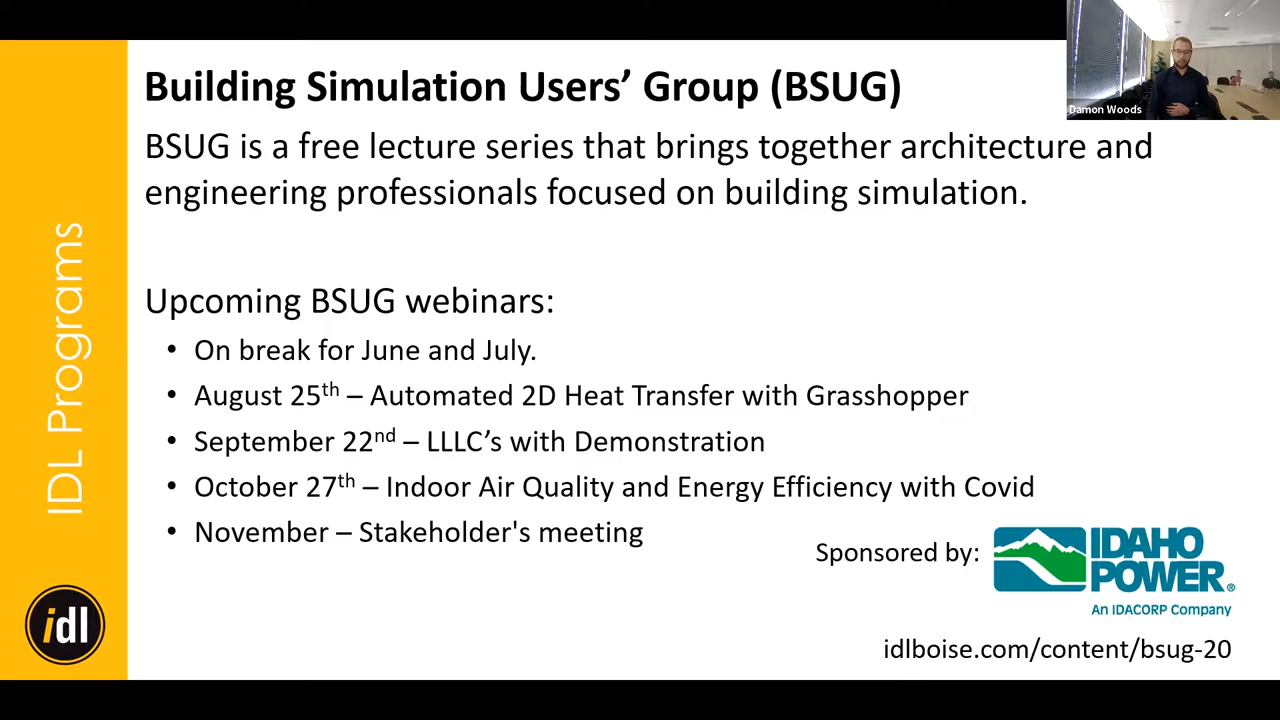 Building Simulation Users’ Group (BSUG)
Damon Woods
BSUG is a free lecture series that brings together architecture and
engineering professionals focused on building simulation.
IDL Programs
Upcoming BSUG webinars:
• On break for June and July.
• August 25th – Automated 2D Heat Transfer with Grasshopper
• September 22nd – LLLC’s with Demonstration
• October 27th – Indoor Air Quality and Energy Efficiency with Covid
• November – Stakeholder's meeting
Sponsored by:
IDAHO
POWER®
An IDACORP Company
idl
idlboise.com/content/bsug-20